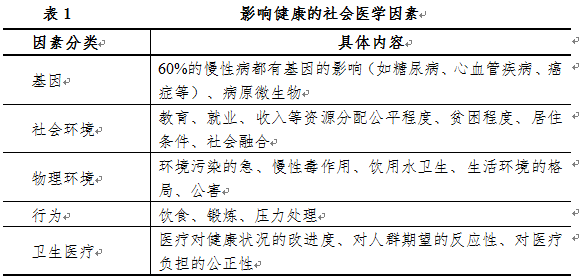 表 1 影响健康的社会医学因素
因素分类 具体内容
基因 60%的慢性病都有基因的影响（如糖尿病、心血管疾病、癌
症等）、病原微生物
社会环境 教育、就业、收入等资源分配公平程度、贫困程度、居住
条件、社会融合
物理环境 环境污染的急、慢性毒作用、饮用水卫生、生活环境的格
局、公害
行为 饮食、锻炼、压力处理
卫生医疗 医疗对健康状况的改进度、对人群期望的反应性、对医疗
负担的公正性